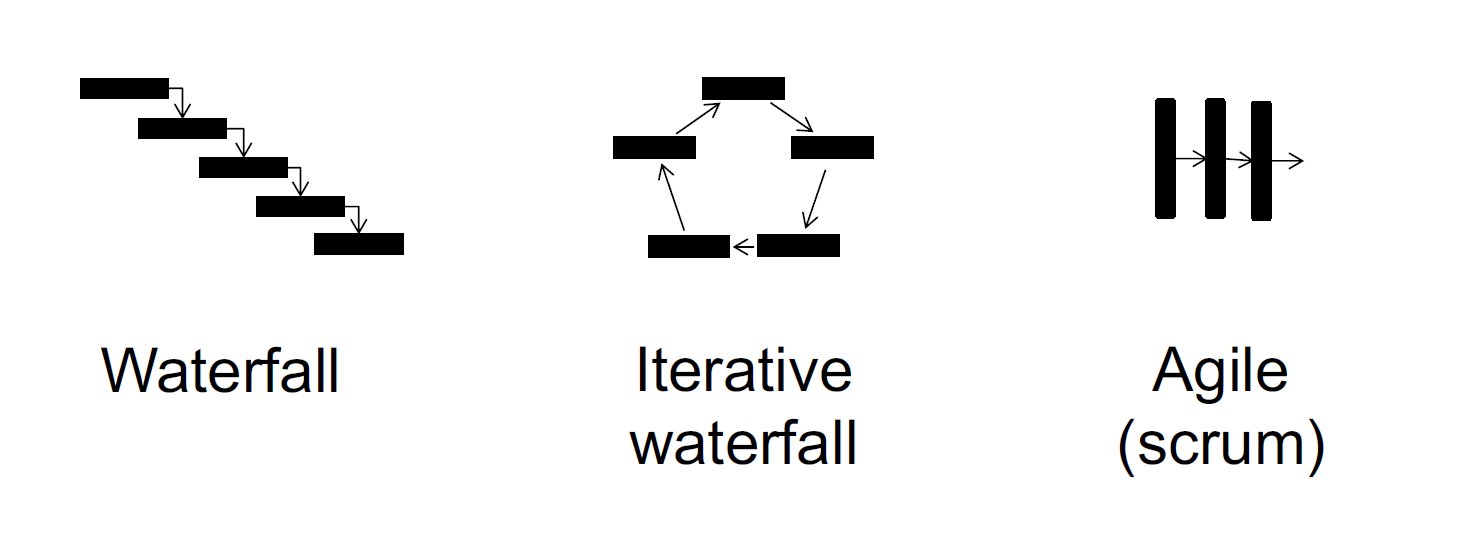 Waterfall
Iterative
waterfall
Agile
(scrum)